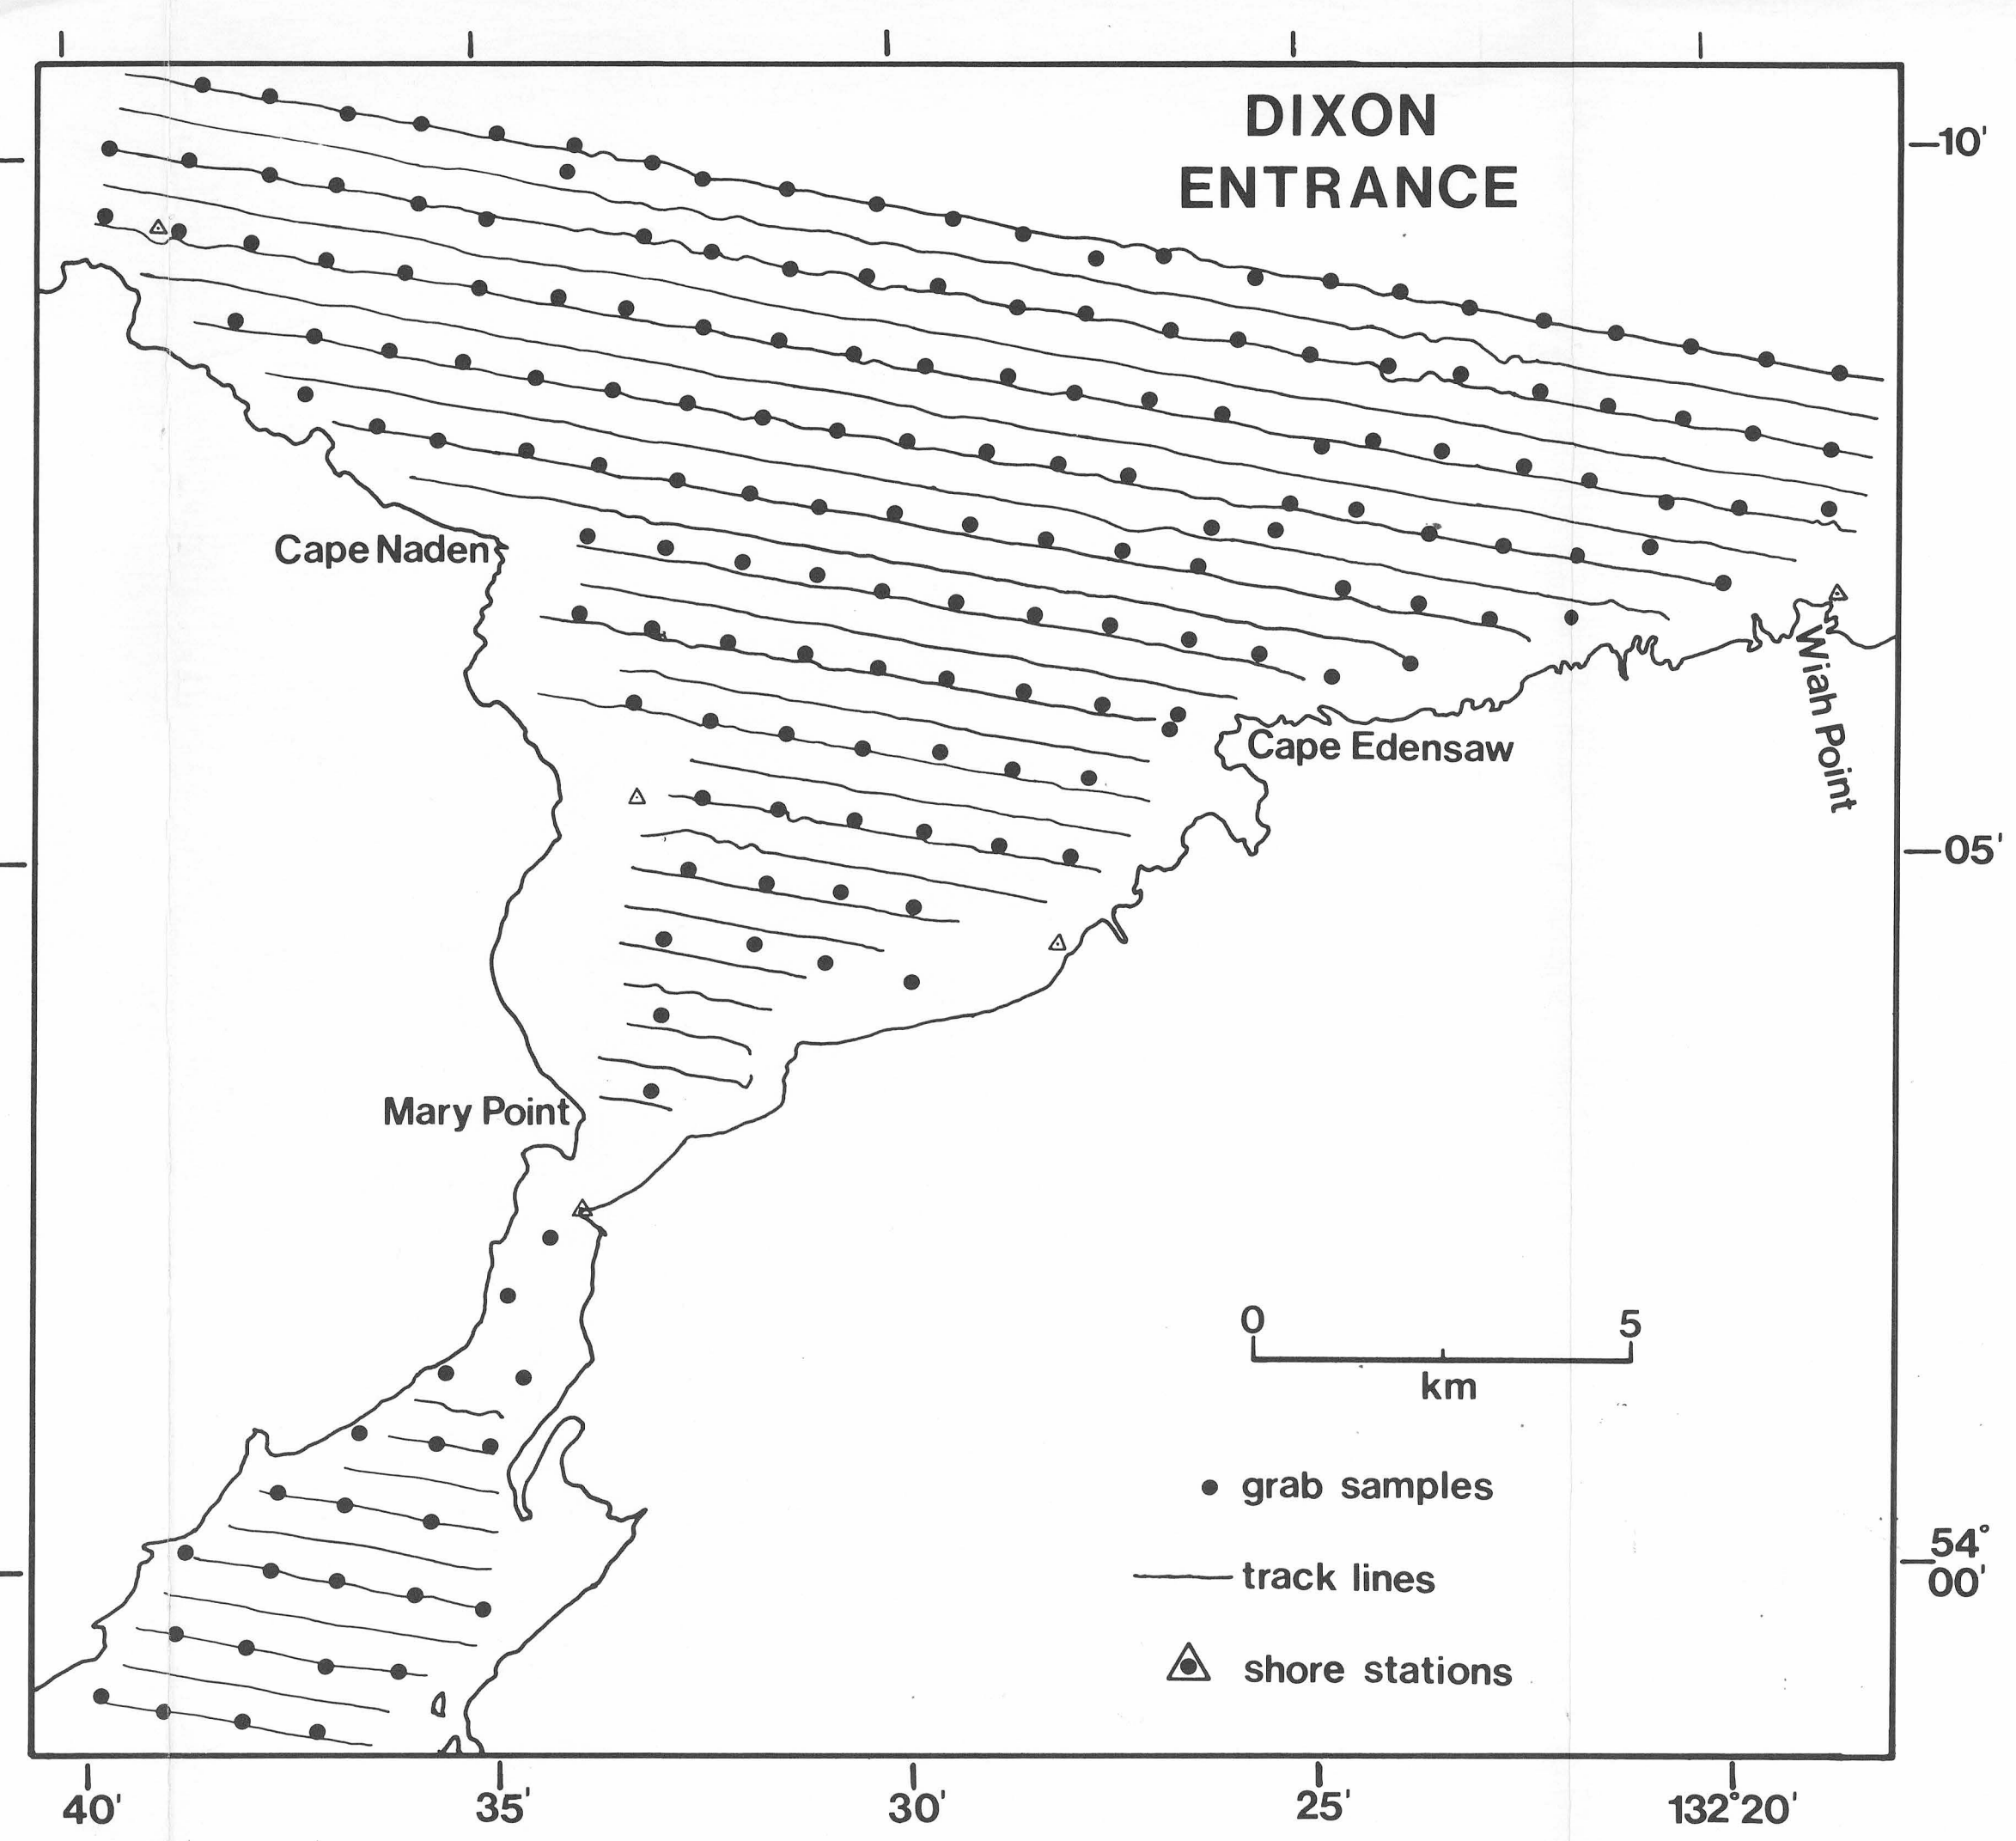 DIXON
ENTRANCE
10'
Cape Naden
Wiah Point
Cape Edensaw
05'
Mary Point
0 5
km
grab samples
track lines
54°
00'
shore stations
40' 35' 30' 25' 132°20'